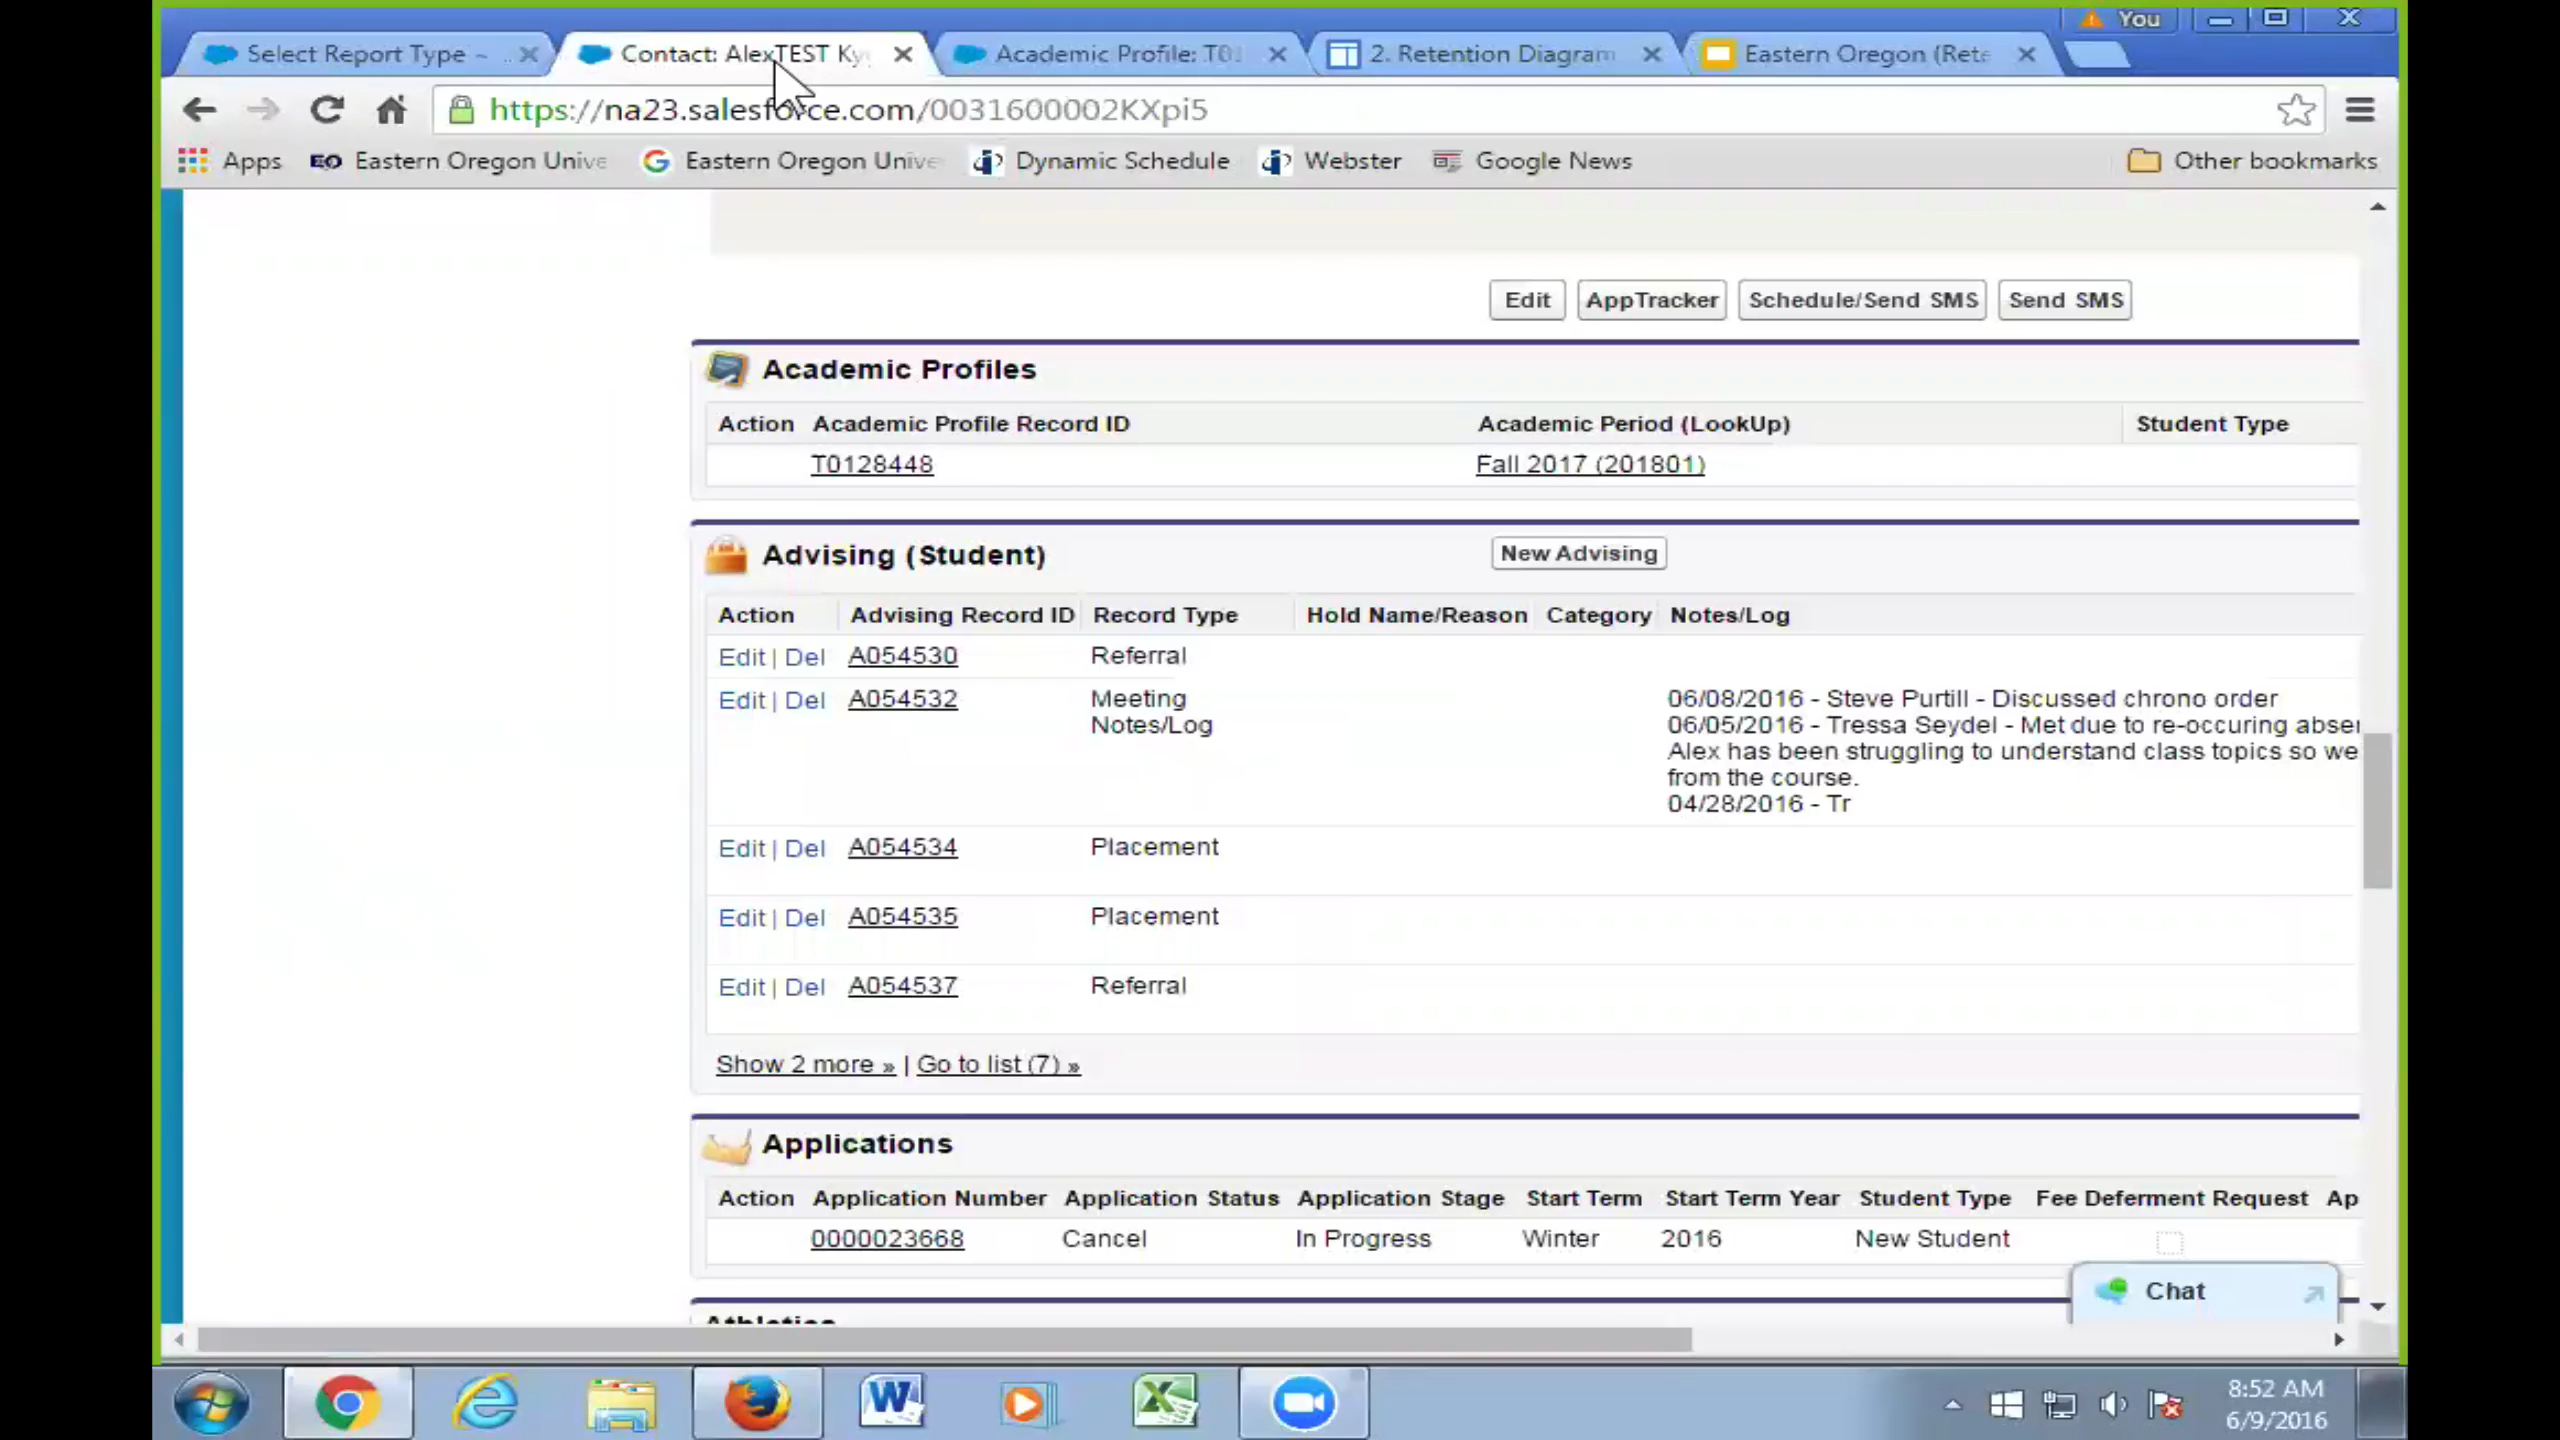 You
Select Report Type ~ ...
Contact: AlexTEST Ky
Academic Profile: T0
2. Retention Diagram
Eastern Oregon (Rete
https://na23.salesforce.com/0031600002KXpi5
Apps
EO Eastern Oregon Unive
Eastern Oregon Unive
Dynamic Schedule
Webster
Google News
Other bookmarks
Edit AppTracker Schedule/Send SMS Send SMS
Academic Profiles
Action Academic Profile Record ID Academic Period (LookUp) Student Type
T0128448 Fall 2017 (201801)
Advising (Student) New Advising
Action Advising Record ID Record Type Hold Name/Reason Category Notes/Log
Edit | Del A054530 Referral
Edit | Del A054532 Meeting 06/08/2016 - Steve Purtill - Discussed chrono order
Notes/Log 06/05/2016 - Tressa Seydel - Met due to re-occuring abser
Alex has been struggling to understand class topics so we
from the course.
04/28/2016 - Tr
Edit | Del A054534 Placement
Edit | Del A054535 Placement
Edit | Del A054537 Referral
Show 2 more » | Go to list (7) »
Applications
Action Application Number Application Status Application Stage Start Term Start Term Year Student Type Fee Deferment Request Ap
0000023668 Cancel In Progress Winter 2016 New Student
Chat
8:52 AM
6/9/2016